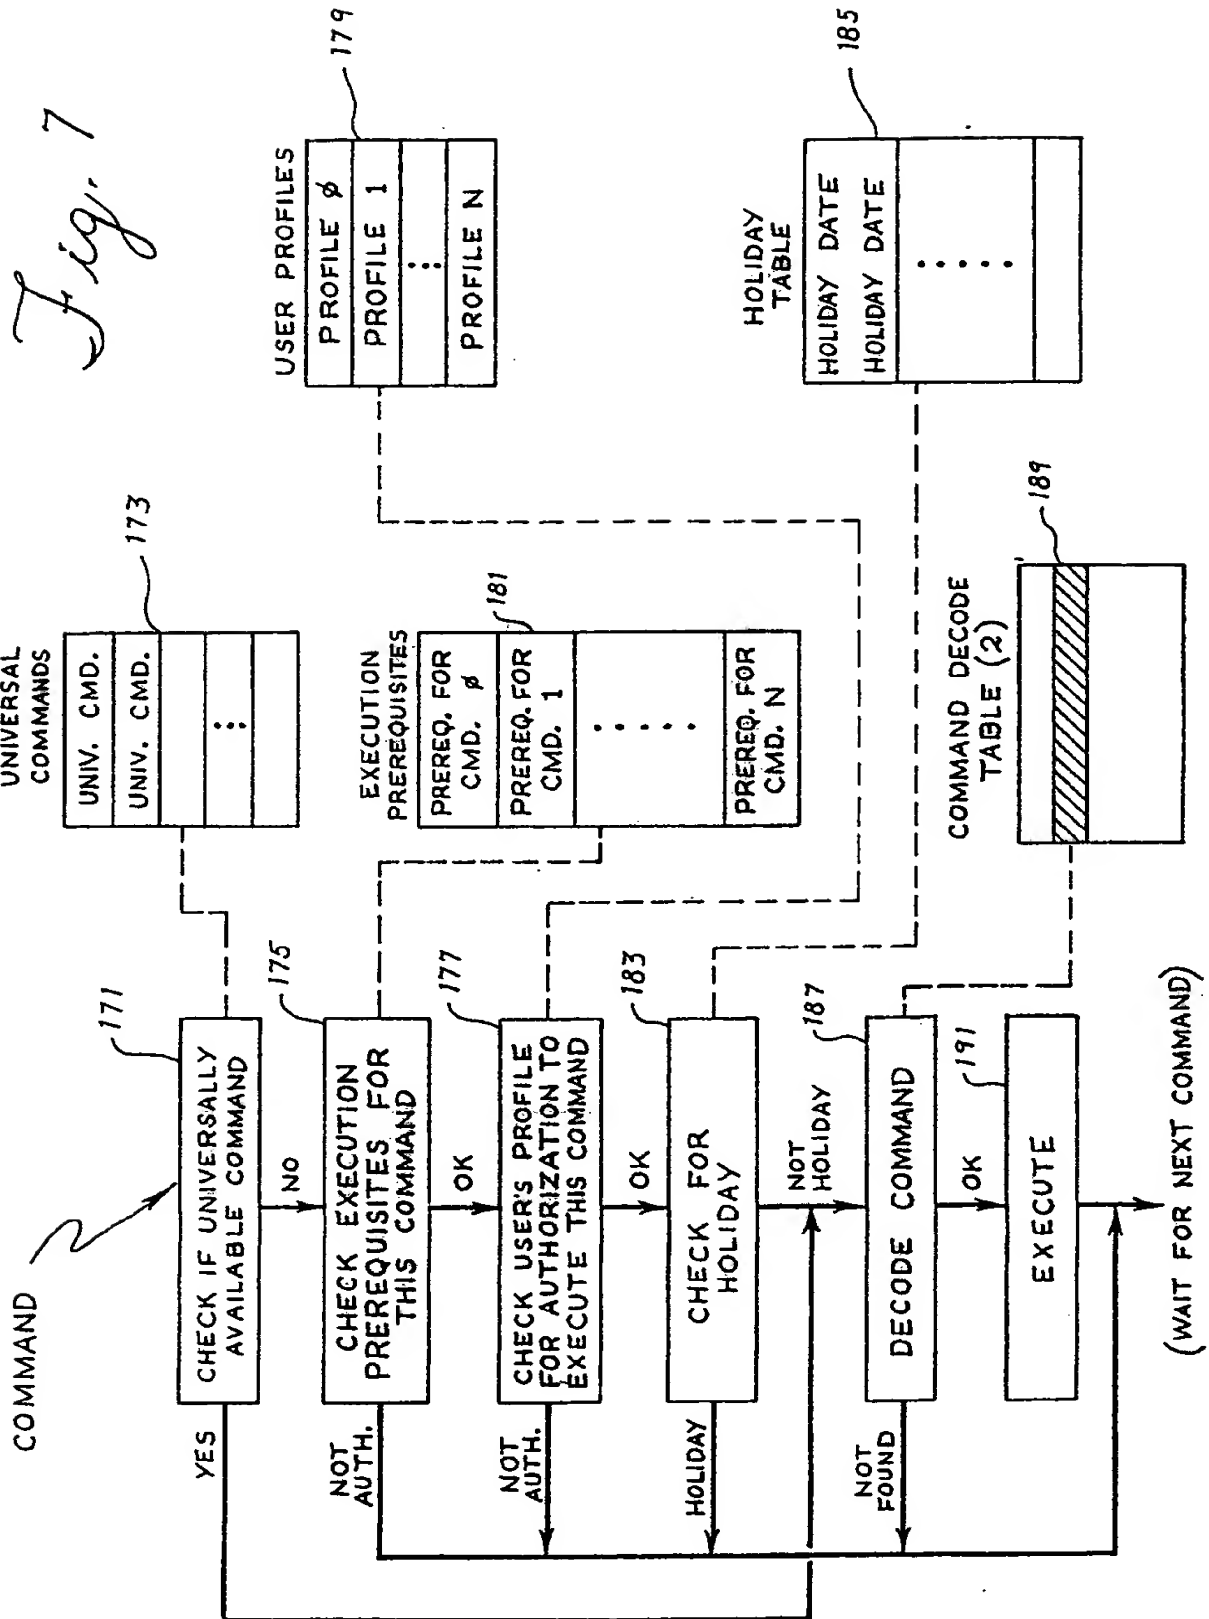 Fig. 7
COMMAND
171
CHECK IF UNIVERSALLY
AVAILABLE COMMAND
YES
NO
UNIVERSAL
COMMANDS
UNIV. CMD.
UNIV. CMD.
173
175
CHECK EXECUTION
PREREQUISITES FOR
THIS COMMAND
NOT
AUTH.
OK
EXECUTION
PREREQUISITES
PREREQ. FOR
CMD. ϕ
PREREQ. FOR
CMD. 1
PREREQ. FOR
CMD. N
181
177
CHECK USER'S PROFILE
FOR AUTHORIZATION TO
EXECUTE THIS COMMAND
NOT
AUTH.
OK
USER PROFILES
PROFILE ϕ
PROFILE 1
PROFILE N
179
183
CHECK FOR
HOLIDAY
HOLIDAY
NOT
HOLIDAY
HOLIDAY
TABLE
HOLIDAY DATE
HOLIDAY DATE
185
187
DECODE COMMAND
NOT
FOUND
OK
COMMAND DECODE
TABLE (2)
189
191
EXECUTE
(WAIT FOR NEXT COMMAND)